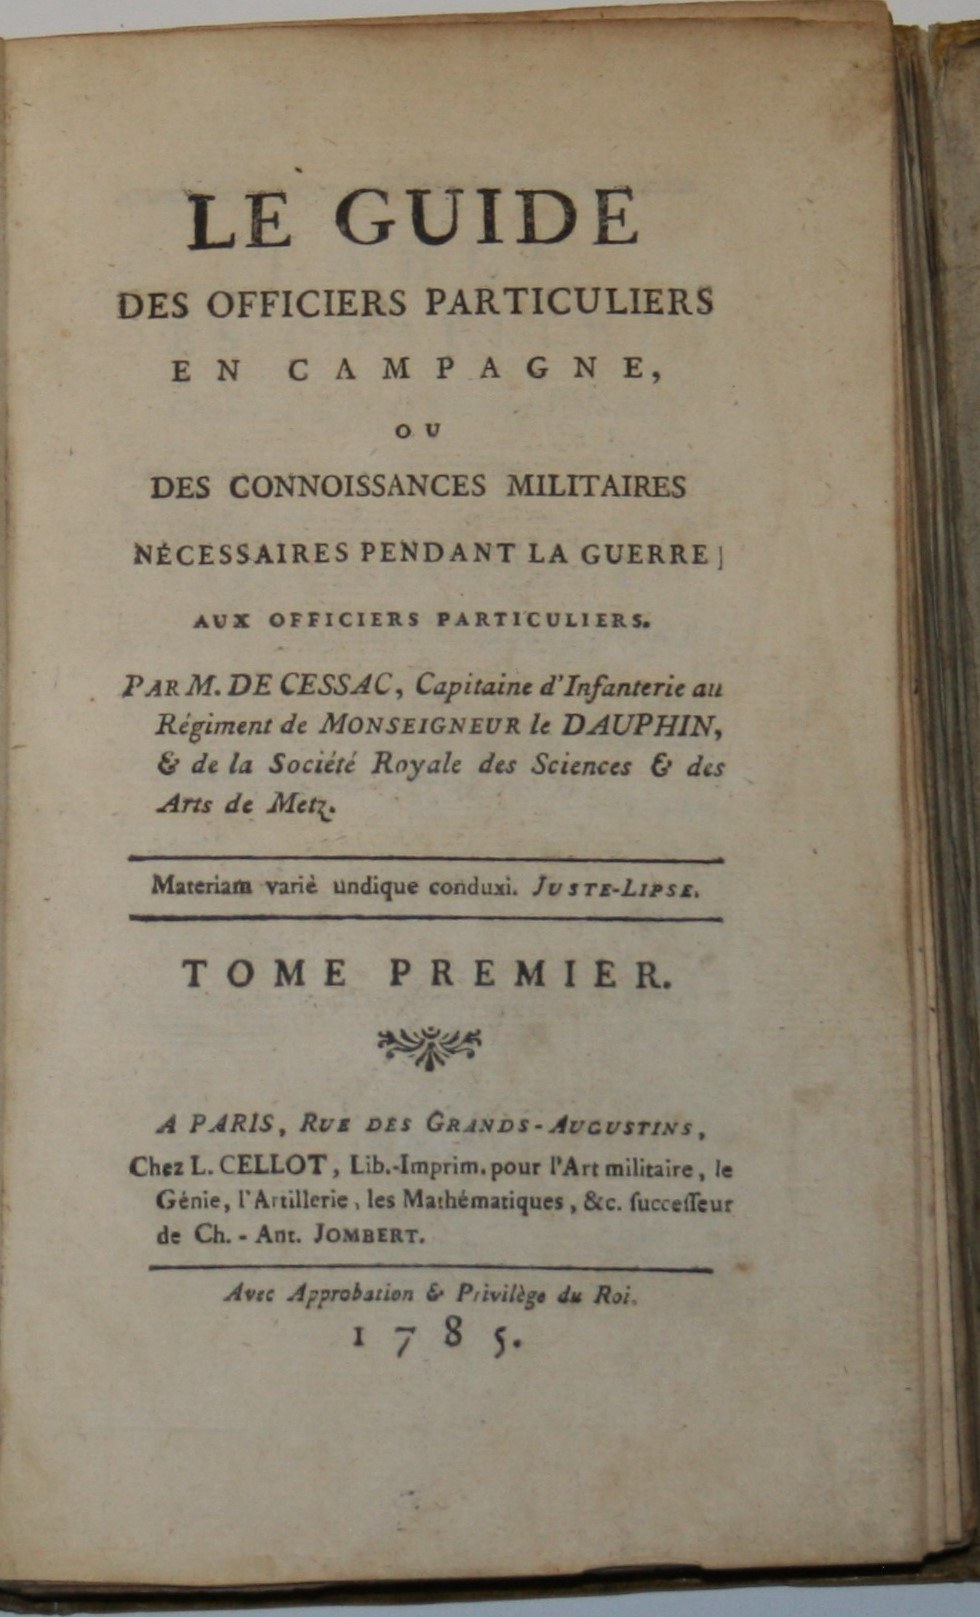 LE GUIDE
DES OFFICIERS PARTICULIERS
EN CAMPAGNE,
OU
DES CONNOISSANCES MILITAIRES
NÉCESSAIRES PENDANT LA GUERRE
AUX OFFICIERS PARTICULIERS.
PAR M. DE CESSAC, Capitaine d'Infanterie au
Régiment de MONSEIGNEUR le DAUPHIN,
& de la Société Royale des Sciences & des
Arts de Metz.
Materiam variè undique conduxi. JUSTE-LIPSE.
TOME PREMIER.
A PARIS, RUE DES GRANDS-AUGUSTINS,
Chez L. CELLOT, Lib.-Imprim. pour l'Art militaire, le
Génie, l'Artillerie, les Mathématiques, &c. ſucceſſeur
de Ch.-Ant. JOMBERT.
Avec Approbation & Privilège du Roi.
1785.